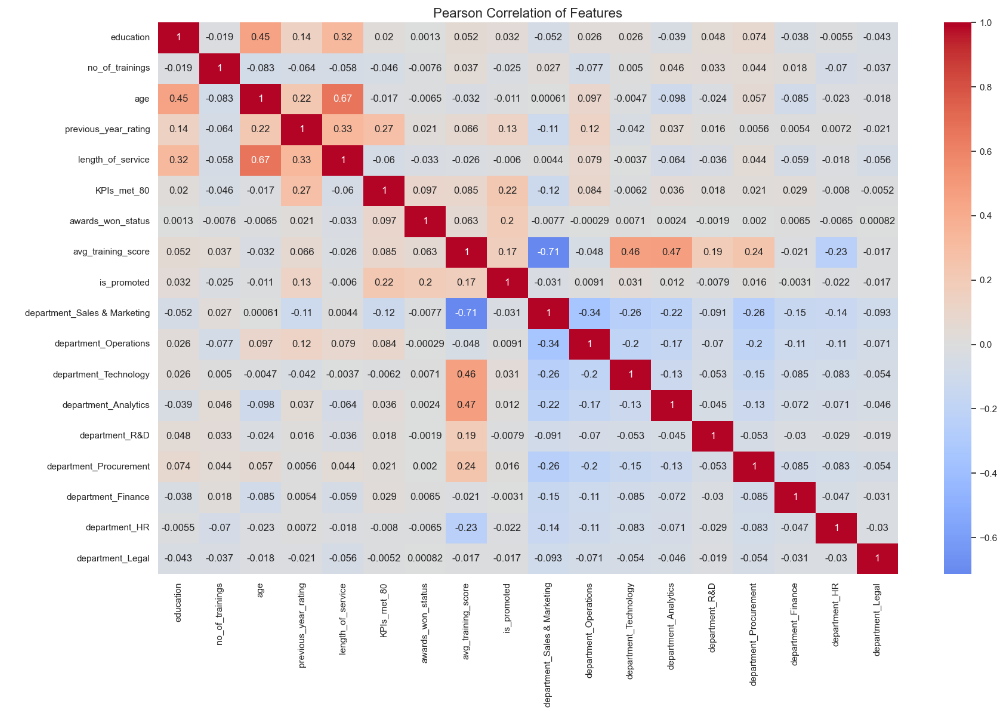 Pearson Correlation of Features
education 1 -0.019 0.45 0.14 0.32 0.02 0.0013 0.052 0.032 -0.052 0.026 0.026 -0.039 0.048 0.074 -0.038 -0.0055 -0.043
no_of_trainings -0.019 1 -0.083 -0.064 -0.058 -0.046 -0.0076 0.037 -0.025 0.027 -0.077 0.005 0.046 0.033 0.044 0.018 -0.07 -0.037
age 0.45 -0.083 1 0.22 0.67 -0.017 -0.0065 -0.032 -0.011 0.00061 0.097 -0.0047 -0.098 -0.024 0.057 -0.085 -0.023 -0.018
previous_year_rating 0.14 -0.064 0.22 1 0.33 0.27 0.021 0.066 0.13 -0.11 0.12 -0.042 0.037 0.016 0.0056 0.0054 0.0072 -0.021
length_of_service 0.32 -0.058 0.67 0.33 1 -0.06 -0.033 -0.026 -0.006 0.0044 0.079 -0.0037 -0.064 -0.036 0.044 -0.059 -0.018 -0.056
KPIs_met_80 0.02 -0.046 -0.017 0.27 -0.06 1 0.097 0.085 0.22 -0.12 0.084 -0.0062 0.036 0.018 0.021 0.029 -0.008 -0.0052
awards_won_status 0.0013 -0.0076 -0.0065 0.021 -0.033 0.097 1 0.063 0.2 -0.0077 -0.00029 0.0071 0.0024 -0.0019 0.002 0.0065 -0.0065 0.00082
avg_training_score 0.052 0.037 -0.032 0.066 -0.026 0.085 0.063 1 0.17 -0.71 -0.048 0.46 0.47 0.19 0.24 -0.021 -0.23 -0.017
is_promoted 0.032 -0.025 -0.011 0.13 -0.006 0.22 0.2 0.17 1 -0.031 0.0091 0.031 0.012 -0.0079 0.016 -0.0031 -0.022 -0.017
department_Sales & Marketing -0.052 0.027 0.00061 -0.11 0.0044 -0.12 -0.0077 -0.71 -0.031 1 -0.34 -0.26 -0.22 -0.091 -0.26 -0.15 -0.14 -0.093
department_Operations 0.026 -0.077 0.097 0.12 0.079 0.084 -0.00029 -0.048 0.0091 -0.34 1 -0.2 -0.17 -0.07 -0.2 -0.11 -0.11 -0.071
department_Technology 0.026 0.005 -0.0047 -0.042 -0.0037 -0.0062 0.0071 0.46 0.031 -0.26 -0.2 1 -0.13 -0.053 -0.15 -0.085 -0.083 -0.054
department_Analytics -0.039 0.046 -0.098 0.037 -0.064 0.036 0.0024 0.47 0.012 -0.22 -0.17 -0.13 1 -0.045 -0.13 -0.072 -0.071 -0.046
department_R&D 0.048 0.033 -0.024 0.016 -0.036 0.018 -0.0019 0.19 -0.0079 -0.091 -0.07 -0.053 -0.045 1 -0.053 -0.03 -0.029 -0.019
department_Procurement 0.074 0.044 0.057 0.0056 0.044 0.021 0.002 0.24 0.016 -0.26 -0.2 -0.15 -0.13 -0.053 1 -0.085 -0.083 -0.054
department_Finance -0.038 0.018 -0.085 0.0054 -0.059 0.029 0.0065 -0.021 -0.0031 -0.15 -0.11 -0.085 -0.072 -0.03 -0.085 1 -0.047 -0.031
department_HR -0.0055 -0.07 -0.023 0.0072 -0.018 -0.008 -0.0065 -0.23 -0.022 -0.14 -0.11 -0.083 -0.071 -0.029 -0.083 -0.047 1 -0.03
department_Legal -0.043 -0.037 -0.018 -0.021 -0.056 -0.0052 0.00082 -0.017 -0.017 -0.093 -0.071 -0.054 -0.046 -0.019 -0.054 -0.031 -0.03 1
education
no_of_trainings
age
previous_year_rating
length_of_service
KPIs_met_80
awards_won_status
avg_training_score
is_promoted
department_Sales & Marketing
department_Operations
department_Technology
department_Analytics
department_R&D
department_Procurement
department_Finance
department_HR
department_Legal
1.0
0.8
0.6
0.4
0.2
0.0
−0.2
−0.4
−0.6